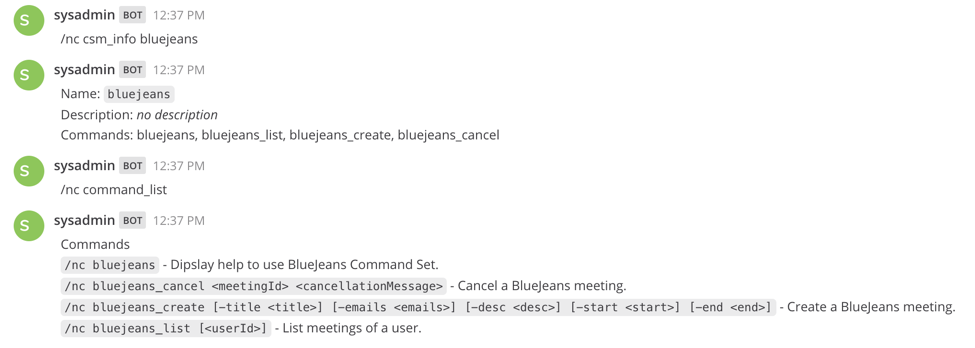 S sysadmin BOT 12:37 PM
/nc csm_info bluejeans
S sysadmin BOT 12:37 PM
Name: bluejeans
Description: no description
Commands: bluejeans, bluejeans_list, bluejeans_create, bluejeans_cancel
S sysadmin BOT 12:37 PM
/nc command_list
S sysadmin BOT 12:37 PM
Commands
/nc bluejeans - Dipslay help to use BlueJeans Command Set.
/nc bluejeans_cancel <meetingId> <cancellationMessage> - Cancel a BlueJeans meeting.
/nc bluejeans_create [–title <title>] [–emails <emails>] [–desc <desc>] [–start <start>] [–end <end>] - Create a BlueJeans meeting.
/nc bluejeans_list [<userId>] - List meetings of a user.